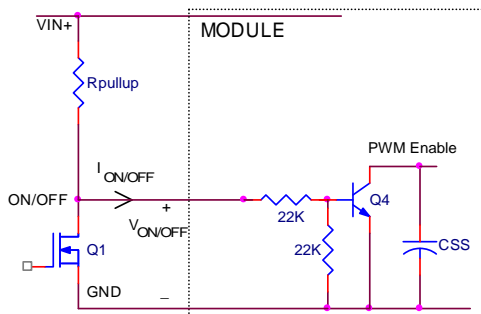 VIN+
MODULE
Rpullup
PWM Enable
I ON/OFF
ON/OFF
+
V ON/OFF
22K
Q4
Q1
22K
CSS
GND
_